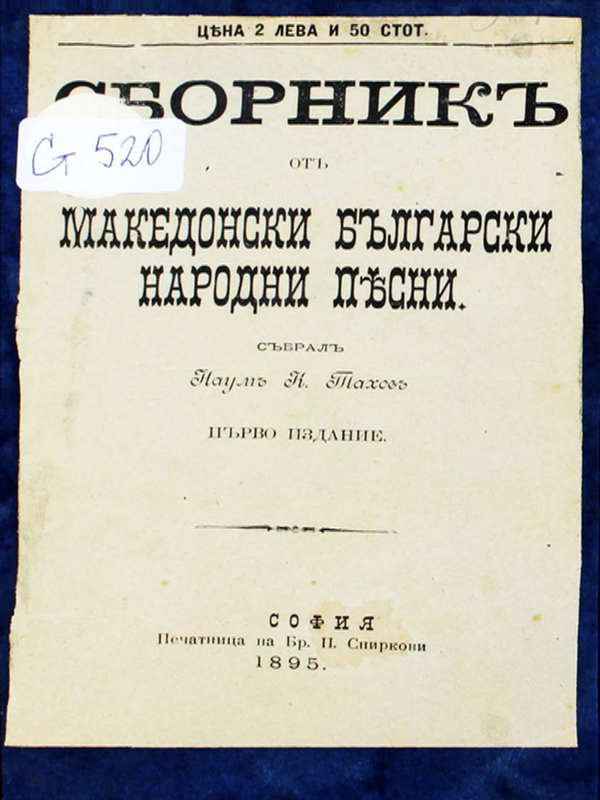 ЦѢНА 2 ЛЕВА И 50 СТОТ.
СБОРНИКЪ
G 520
ОТЪ
МАКЕДОНСКИ БЪЛГАРСКИ
НАРОДНИ ПѢСНИ.
СЪБРАЛЪ
Наумъ К. Таховъ
ПЪРВО ИЗДАНИЕ.
СОФИЯ
Печатница на Бр. П. Спиркови
1895.